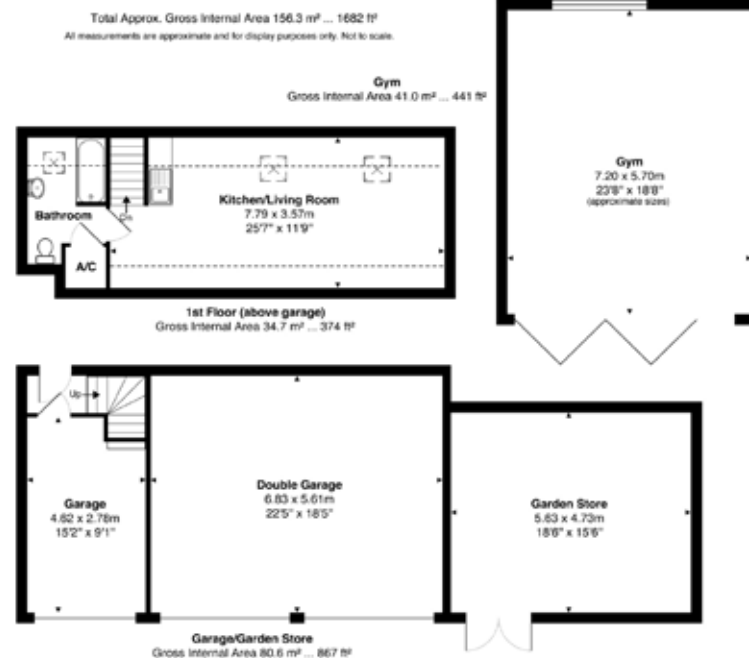 Total Approx. Gross Internal Area 156.3 m² ... 1682 ft²
All measurements are approximate and for display purposes only. Not to scale.
Gym
Gross Internal Area 41.0 m² ... 441 ft²
Gym
7.20 x 5.70m
23'8" x 18'8"
(approximate sizes)
Kitchen/Living Room
7.79 x 3.57m
25'7" x 11'9"
Bathroom
Dn
A/C
1st Floor (above garage)
Gross Internal Area 34.7 m² ... 374 ft²
Up
Garage
4.62 x 2.78m
15'2" x 9'1"
Double Garage
6.83 x 5.61m
22'5" x 18'5"
Garden Store
5.63 x 4.73m
18'6" x 15'6"
Garage/Garden Store
Gross Internal Area 80.6 m² ... 867 ft²